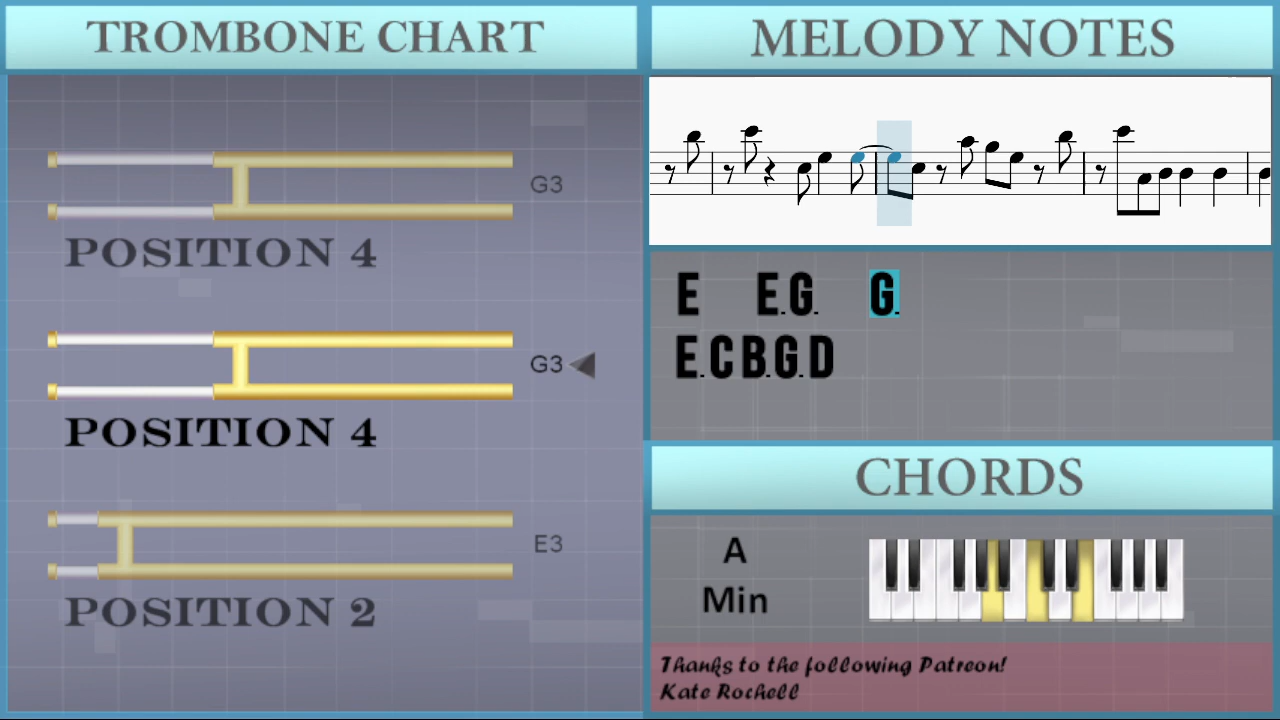 TROMBONE CHART
G3
POSITION 4
G3
POSITION 4
E3
POSITION 2
MELODY NOTES
E E.G. G.
E.C B.G.D
CHORDS
A
Min
Thanks to the following Patreon!
Kate Rochell